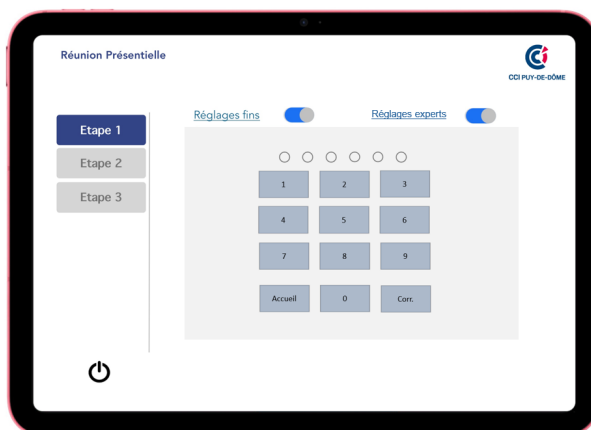 Réunion Présentielle
CCI PUY-DE-DÔME
Réglages fins
Réglages experts
Etape 1
Etape 2
Etape 3
1 2 3
4 5 6
7 8 9
Accueil 0 Corr.